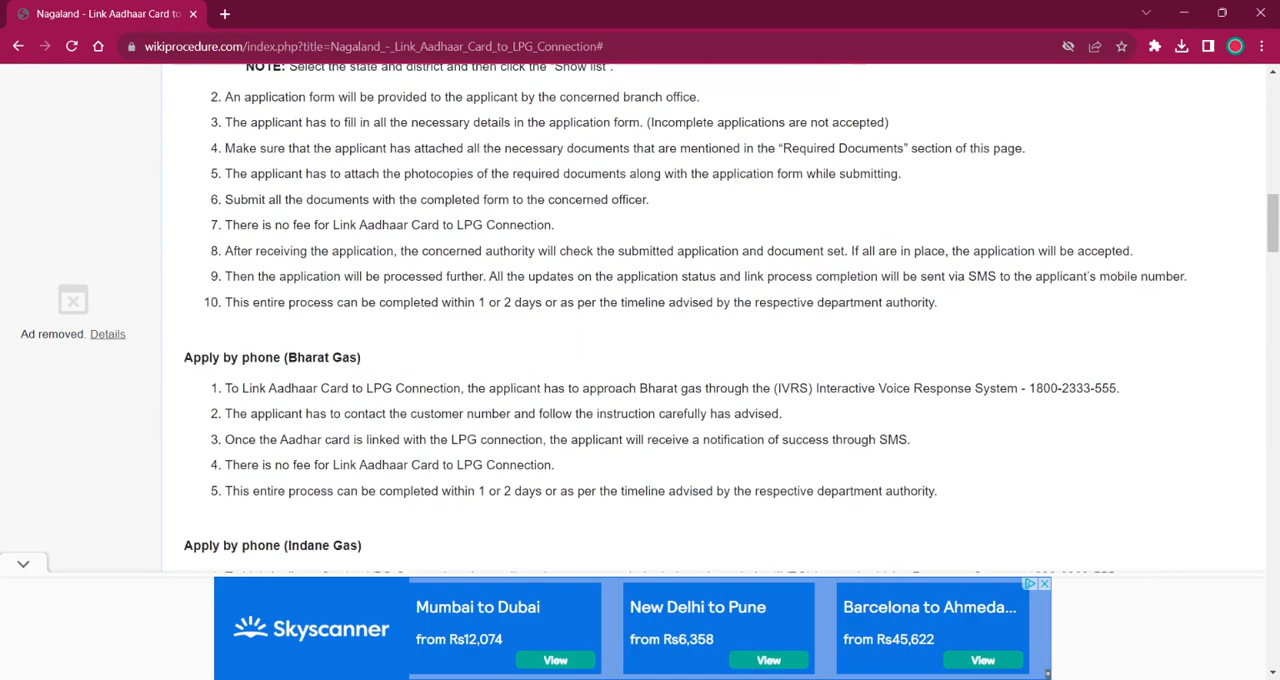 Nagaland - Link Aadhaar Card to
wikiprocedure.com/index.php?title=Nagaland_-_Link_Aadhaar_Card_to_LPG_Connection#
NOTE: Select the state and district and then click the "Show list".
2. An application form will be provided to the applicant by the concerned branch office.
3. The applicant has to fill in all the necessary details in the application form. (Incomplete applications are not accepted)
4. Make sure that the applicant has attached all the necessary documents that are mentioned in the “Required Documents” section of this page.
5. The applicant has to attach the photocopies of the required documents along with the application form while submitting.
6. Submit all the documents with the completed form to the concerned officer.
7. There is no fee for Link Aadhaar Card to LPG Connection.
8. After receiving the application, the concerned authority will check the submitted application and document set. If all are in place, the application will be accepted.
9. Then the application will be processed further. All the updates on the application status and link process completion will be sent via SMS to the applicant’s mobile number.
10. This entire process can be completed within 1 or 2 days or as per the timeline advised by the respective department authority.
Ad removed. Details
Apply by phone (Bharat Gas)
1. To Link Aadhaar Card to LPG Connection, the applicant has to approach Bharat gas through the (IVRS) Interactive Voice Response System - 1800-2333-555.
2. The applicant has to contact the customer number and follow the instruction carefully has advised.
3. Once the Aadhar card is linked with the LPG connection, the applicant will receive a notification of success through SMS.
4. There is no fee for Link Aadhaar Card to LPG Connection.
5. This entire process can be completed within 1 or 2 days or as per the timeline advised by the respective department authority.
Apply by phone (Indane Gas)
Skyscanner
Mumbai to Dubai
from Rs12,074
View
New Delhi to Pune
from Rs6,358
View
Barcelona to Ahmeda...
from Rs45,622
View